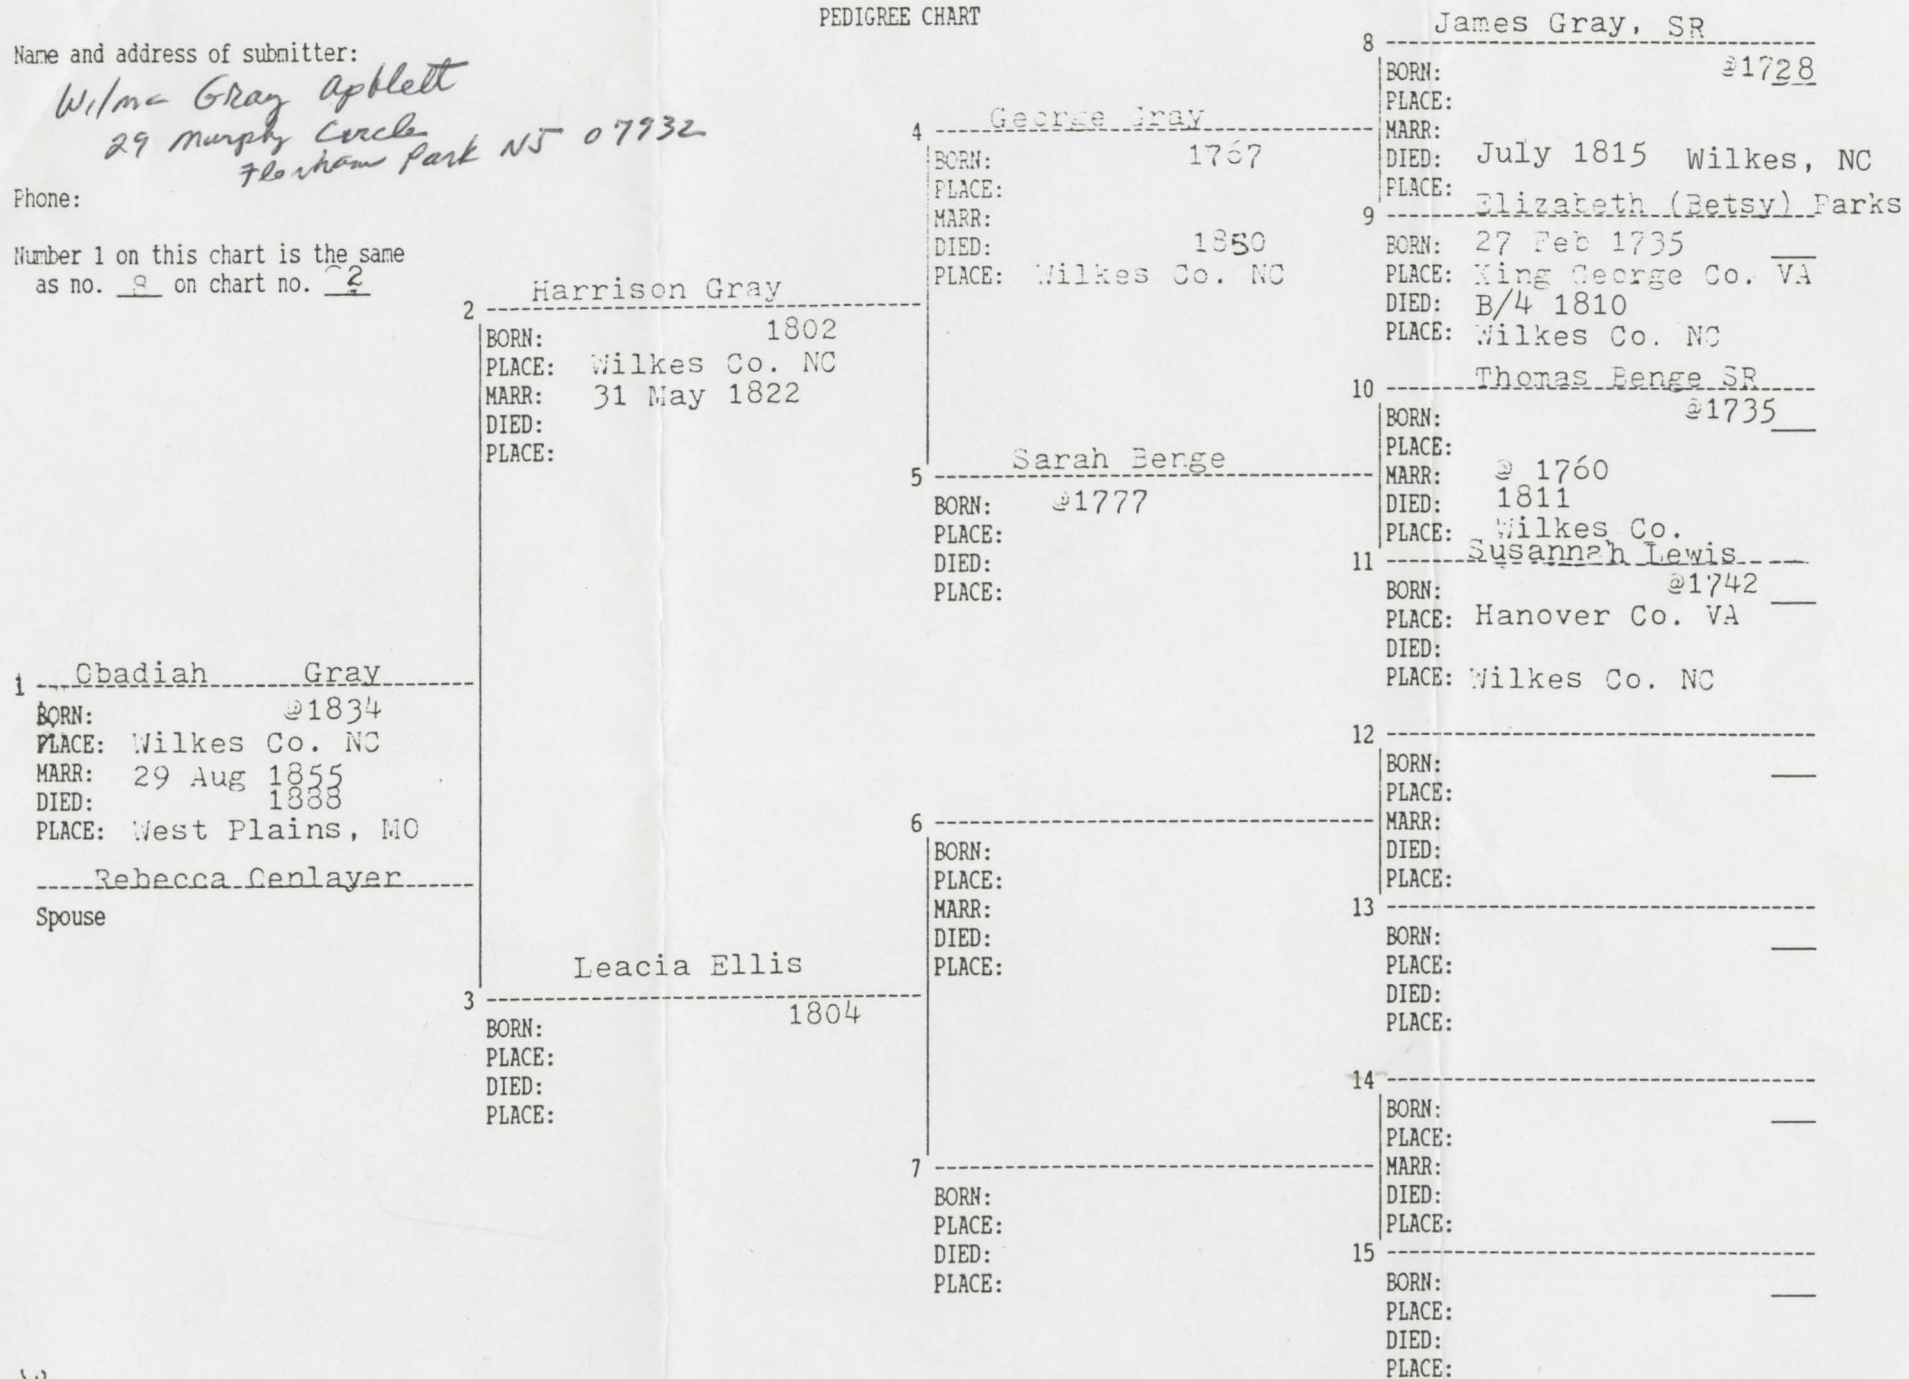 PEDIGREE CHART
Name and address of submitter:
Wilma Gray Apblett
29 Murphy Circle
Florham Park NJ 07932
Phone:
Number 1 on this chart is the same
as no. 8 on chart no. 2
1 Obadiah Gray
BORN: @1834
PLACE: Wilkes Co. NC
MARR: 29 Aug 1855
DIED: 1888
PLACE: West Plains, MO
Rebecca Cenlayer
Spouse
2 Harrison Gray
BORN: 1802
PLACE: Wilkes Co. NC
MARR: 31 May 1822
DIED:
PLACE:
3 Leacia Ellis
BORN: 1804
PLACE:
DIED:
PLACE:
4 George Gray
BORN: 1767
PLACE:
MARR:
DIED: 1850
PLACE: Wilkes Co. NC
5 Sarah Benge
BORN: @1777
PLACE:
DIED:
PLACE:
6
BORN:
PLACE:
MARR:
DIED:
PLACE:
7
BORN:
PLACE:
DIED:
PLACE:
8 James Gray, SR
BORN: @1728
PLACE:
MARR:
DIED: July 1815 Wilkes, NC
PLACE:
9 Elizabeth (Betsy) Parks
BORN: 27 Feb 1735
PLACE: King George Co. VA
DIED: B/4 1810
PLACE: Wilkes Co. NC
10 Thomas Benge SR
BORN: @1735
PLACE:
MARR: @ 1760
DIED: 1811
PLACE: Wilkes Co.
11 Susannah Lewis
BORN: @1742
PLACE: Hanover Co. VA
DIED:
PLACE: Wilkes Co. NC
12
BORN:
PLACE:
MARR:
DIED:
PLACE:
13
BORN:
PLACE:
DIED:
PLACE:
14
BORN:
PLACE:
MARR:
DIED:
PLACE:
15
BORN:
PLACE:
DIED:
PLACE: